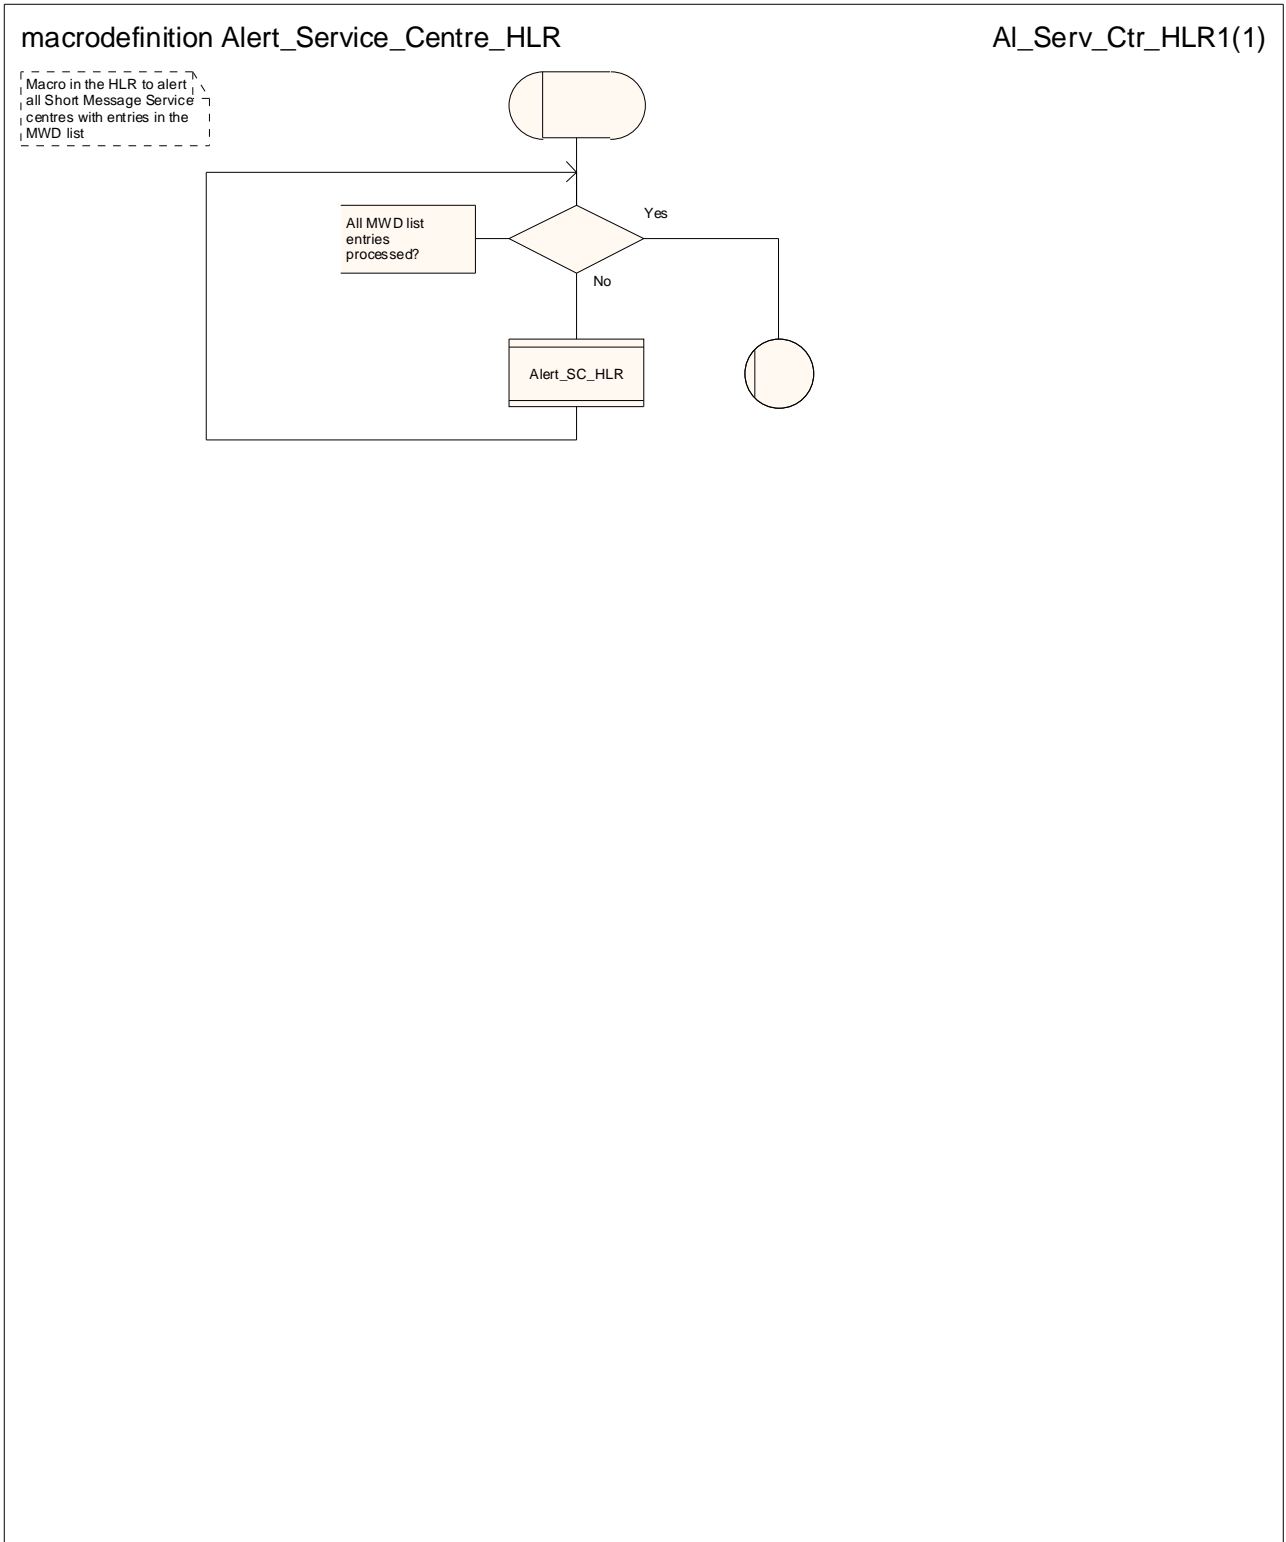 macrodefinition Alert_Service_Centre_HLR
Al_Serv_Ctr_HLR1(1)
Macro in the HLR to alert
all Short Message Service
centres with entries in the
MWD list
Yes
All MWD list
entries
processed?
No
Alert_SC_HLR